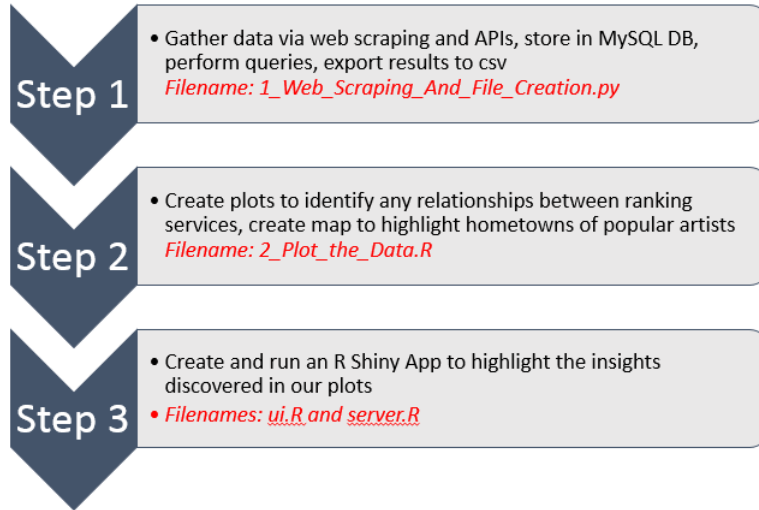 Step 1
• Gather data via web scraping and APIs, store in MySQL DB,
perform queries, export results to csv
Filename: 1_Web_Scraping_And_File_Creation.py
Step 2
• Create plots to identify any relationships between ranking
services, create map to highlight hometowns of popular artists
Filename: 2_Plot_the_Data.R
Step 3
• Create and run an R Shiny App to highlight the insights
discovered in our plots
• Filenames: ui.R and server.R